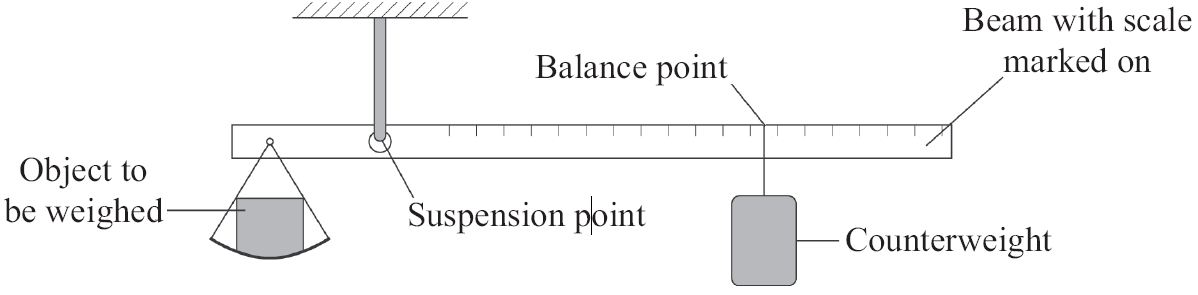 Beam with scale
marked on
Balance point
Object to
be weighed
Suspension point
Counterweight